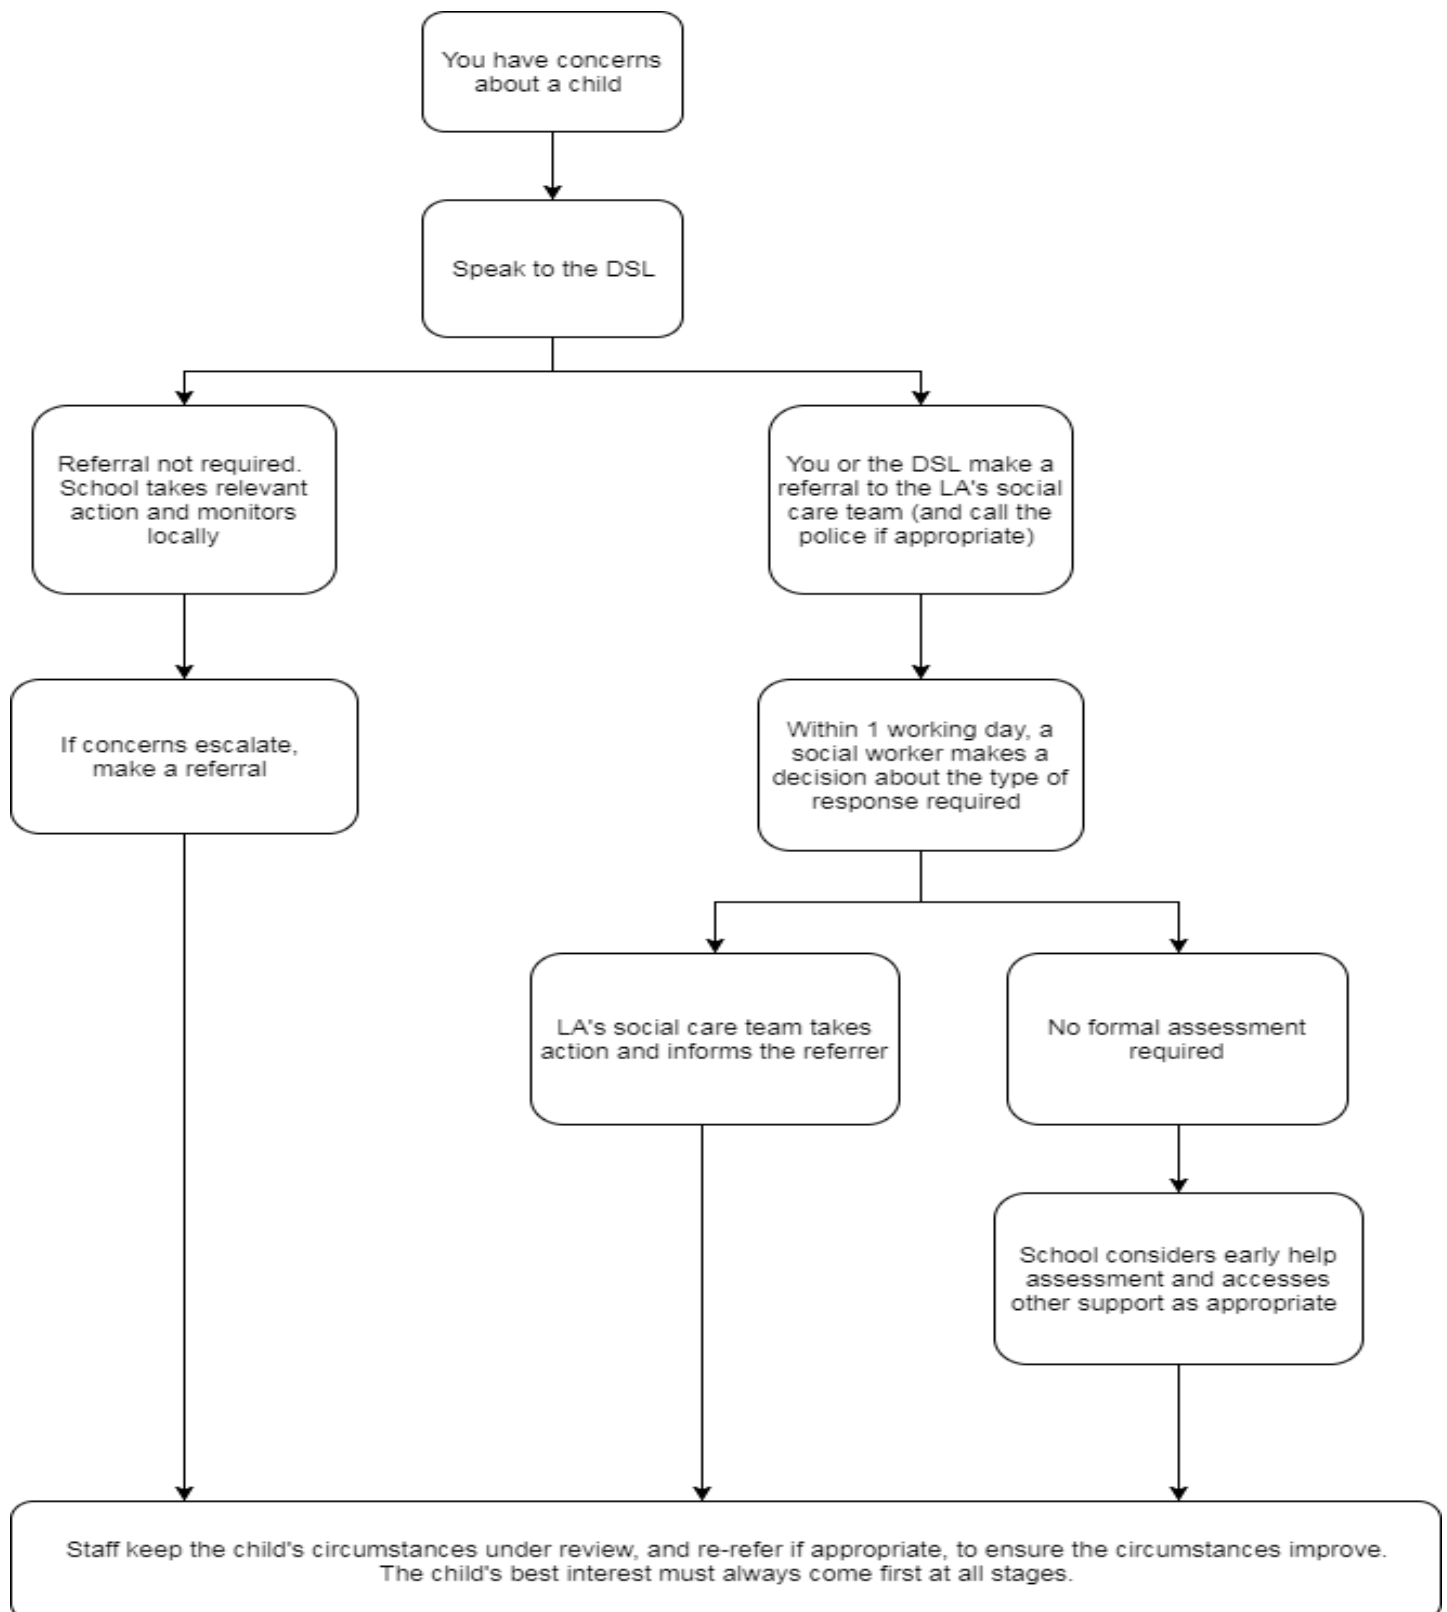 You have concerns
about a child
Speak to the DSL
Referral not required.
School takes relevant
action and monitors
locally
You or the DSL make a
referral to the LA's social
care team (and call the
police if appropriate)
If concerns escalate,
make a referral
Within 1 working day, a
social worker makes a
decision about the type of
response required
LA's social care team takes
action and informs the referrer
No formal assessment
required
School considers early help
assessment and accesses
other support as appropriate
Staff keep the child's circumstances under review, and re-refer if appropriate, to ensure the circumstances improve.
The child's best interest must always come first at all stages.